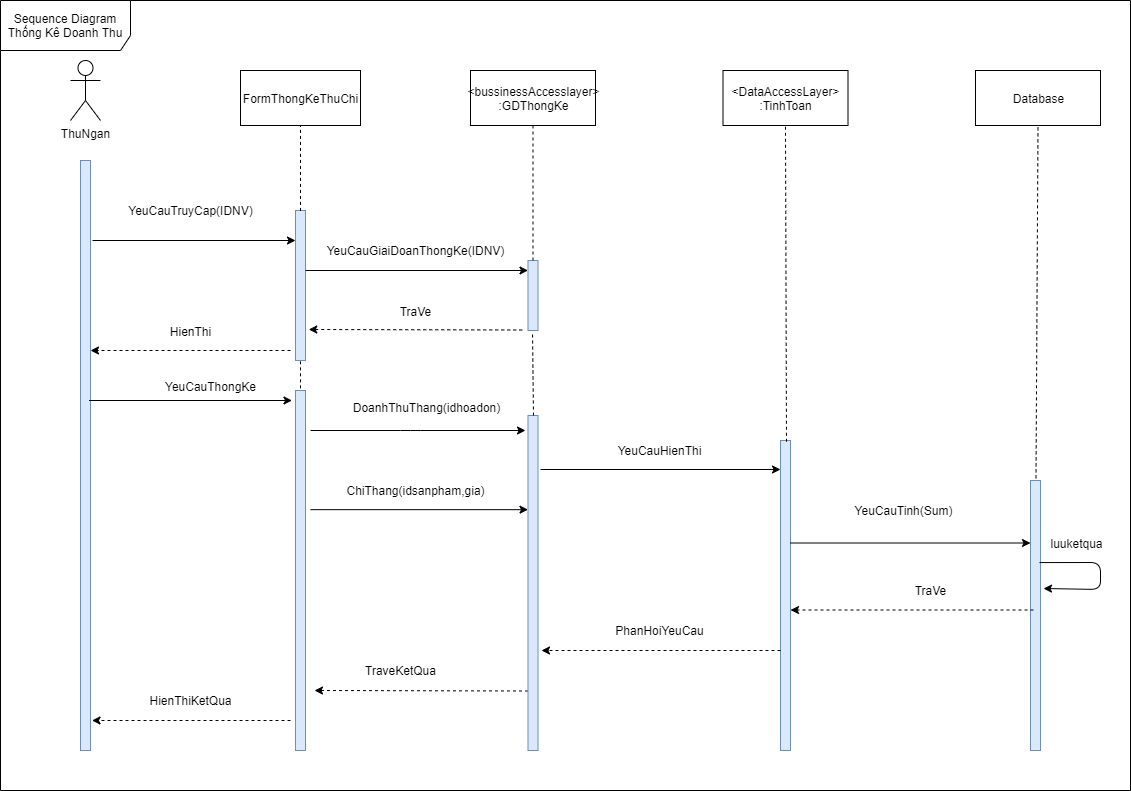 Sequence Diagram
Thống Kê Doanh Thu
ThuNgan
FormThongKeThuChi
<bussinessAccesslayer>
:GDThongKe
<DataAccessLayer>
:TinhToan
Database
YeuCauTruyCap(IDNV)
YeuCauGiaiDoanThongKe(IDNV)
TraVe
HienThi
YeuCauThongKe
DoanhThuThang(idhoadon)
YeuCauHienThi
ChiThang(idsanpham,gia)
YeuCauTinh(Sum)
luuketqua
TraVe
PhanHoiYeuCau
TraveKetQua
HienThiKetQua